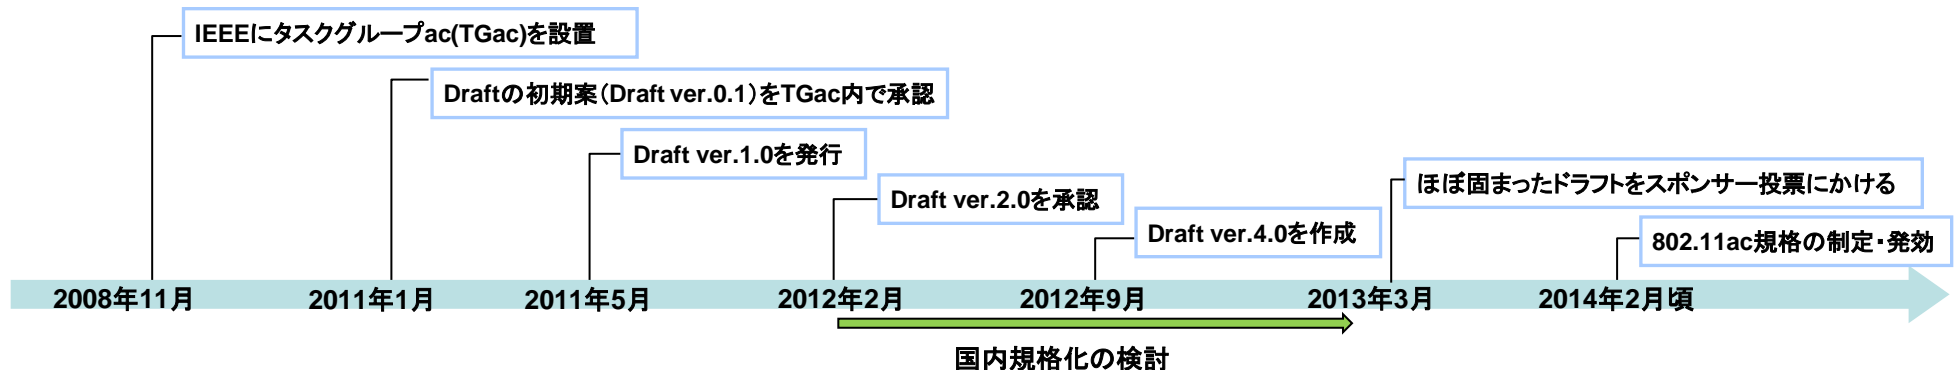 IEEEにタスクグループac(TGac)を設置
Draftの初期案(Draft ver.0.1)をTGac内で承認
Draft ver.1.0を発行
Draft ver.2.0を承認
Draft ver.4.0を作成
ほぼ固まったドラフトをスポンサー投票にかける
802.11ac規格の制定・発効
2008年11月
2011年1月
2011年5月
2012年2月
2012年9月
2013年3月
2014年2月頃
国内規格化の検討